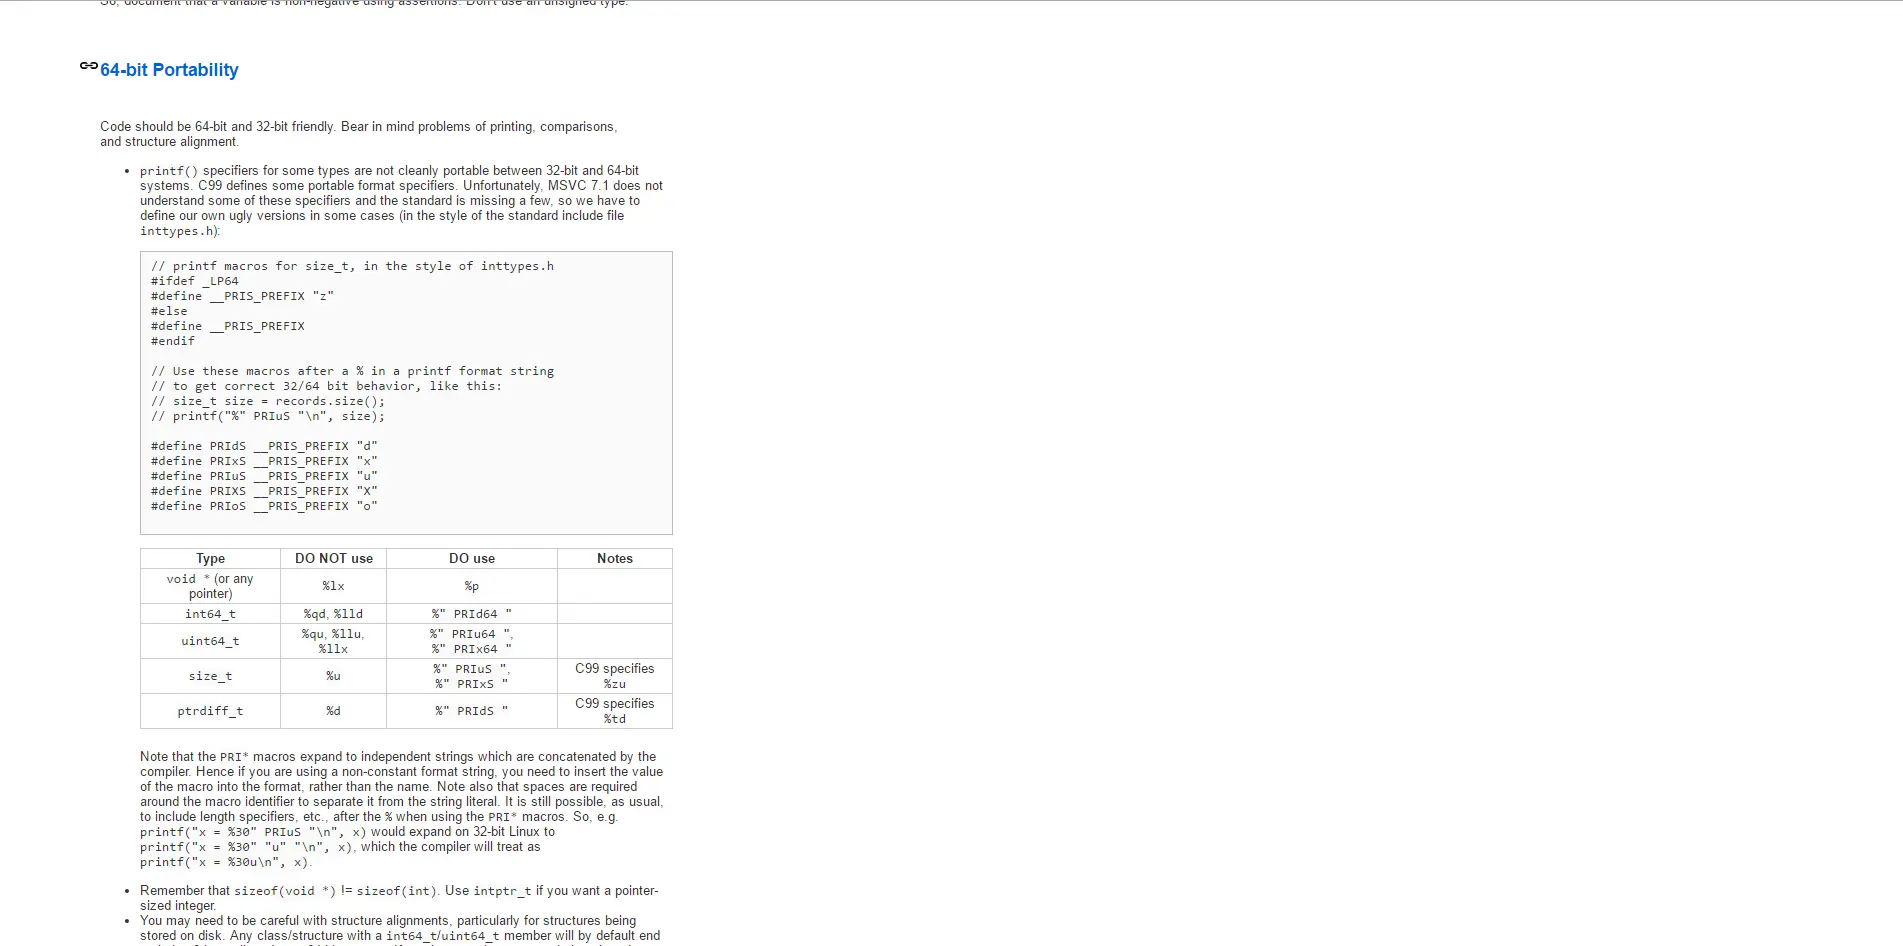 So, document that a variable is non-negative using assertions. Don't use an unsigned type.
64-bit Portability
Code should be 64-bit and 32-bit friendly. Bear in mind problems of printing, comparisons,
and structure alignment.
• printf() specifiers for some types are not cleanly portable between 32-bit and 64-bit
systems. C99 defines some portable format specifiers. Unfortunately, MSVC 7.1 does not
understand some of these specifiers and the standard is missing a few, so we have to
define our own ugly versions in some cases (in the style of the standard include file
inttypes.h):
// printf macros for size_t, in the style of inttypes.h
#ifdef _LP64
#define __PRIS_PREFIX "z"
#else
#define __PRIS_PREFIX
#endif
// Use these macros after a % in a printf format string
// to get correct 32/64 bit behavior, like this:
// size_t size = records.size();
// printf("%" PRIuS "\n", size);
#define PRIdS __PRIS_PREFIX "d"
#define PRIxS __PRIS_PREFIX "x"
#define PRIuS __PRIS_PREFIX "u"
#define PRIXS __PRIS_PREFIX "X"
#define PRIoS __PRIS_PREFIX "o"
Type DO NOT use DO use Notes
void * (or any
pointer) %lx %p
int64_t %qd, %lld %" PRId64 "
uint64_t %qu, %llu,
%llx %" PRIu64 ",
%" PRIx64 "
size_t %u %" PRIuS ",
%" PRIxS " C99 specifies
%zu
ptrdiff_t %d %" PRIdS " C99 specifies
%td
Note that the PRI* macros expand to independent strings which are concatenated by the
compiler. Hence if you are using a non-constant format string, you need to insert the value
of the macro into the format, rather than the name. Note also that spaces are required
around the macro identifier to separate it from the string literal. It is still possible, as usual,
to include length specifiers, etc., after the % when using the PRI* macros. So, e.g.
printf("x = %30" PRIuS "\n", x) would expand on 32-bit Linux to
printf("x = %30" "u" "\n", x), which the compiler will treat as
printf("x = %30u\n", x).
• Remember that sizeof(void *) != sizeof(int). Use intptr_t if you want a pointer-
sized integer.
• You may need to be careful with structure alignments, particularly for structures being
stored on disk. Any class/structure with a int64_t/uint64_t member will by default end